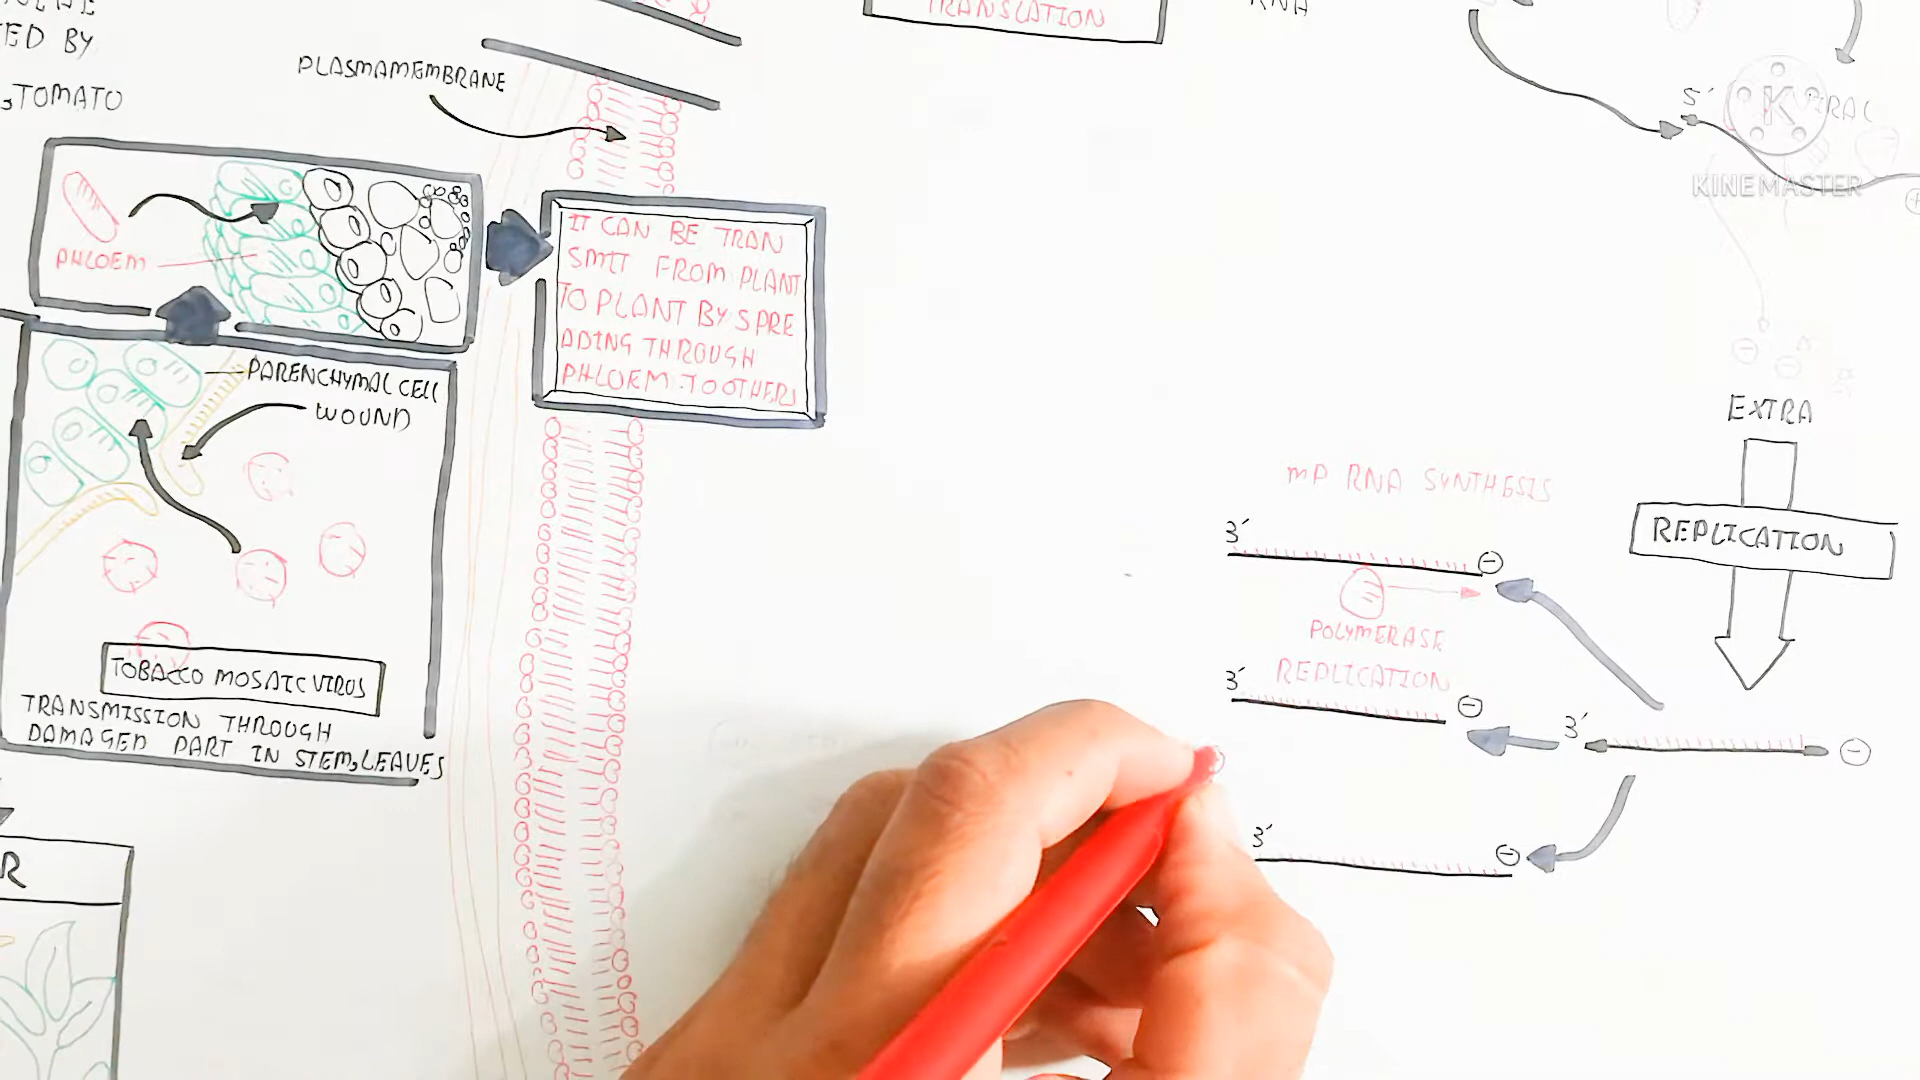 TED BY
TOMATO
PLASMAMEMBRANE
TRANSLATION
RNA
5′
K
KINEMASTER
PHLOEM
IT CAN BE TRAN
SMIT FROM PLANT
TO PLANT BY SPRE
ADING THROUGH
PHLOEM TO OTHERS
PARENCHYMAL CELL
WOUND
TOBACCO MOSAIC VIRUS
TRANSMISSION THROUGH
DAMAGED PART IN STEM, LEAVES
R
EXTRA
REPLICATION
mP RNA SYNTHESIS
3′
POLYMERASE
REPLICATION
3′
3′
3′